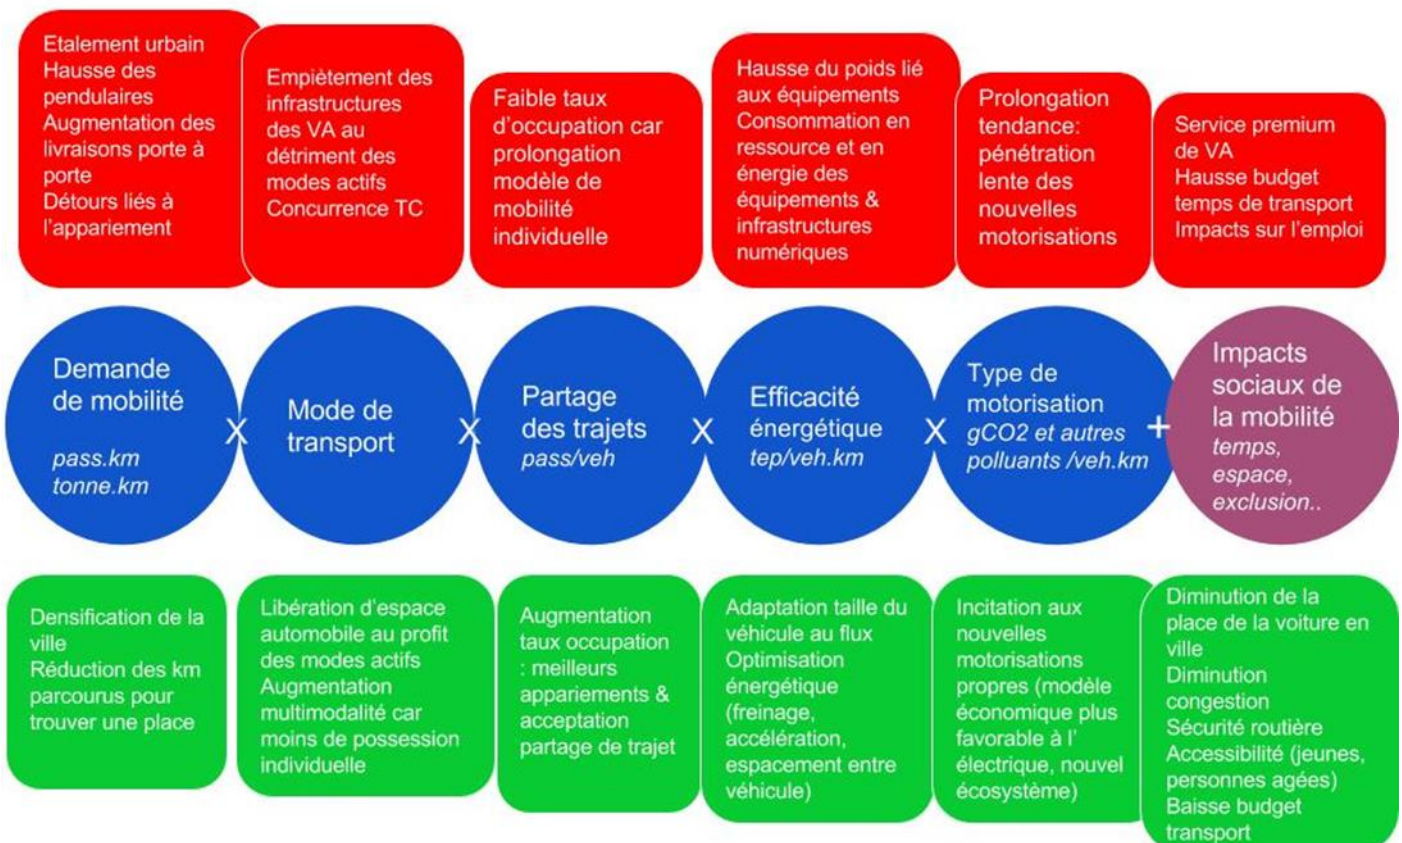 Etalement urbain
Hausse des
pendulaires
Augmentation des
livraisons porte à
porte
Détours liés à
l'appariement
Empiètement des
infrastructures
des VA au
détriment des
modes actifs
Concurrence TC
Faible taux
d'occupation car
prolongation
modèle de
mobilité
individuelle
Hausse du poids lié
aux équipements
Consommation en
ressource et en
énergie des
équipements &
infrastructures
numériques
Prolongation
tendance:
pénétration
lente des
nouvelles
motorisations
Service premium
de VA
Hausse budget
temps de transport
Impacts sur l'emploi
Demande
de mobilité
pass.km
tonne.km
X
Mode de
transport
X
Partage
des trajets
pass/veh
X
Efficacité
énergétique
tep/veh.km
X
Type de
motorisation
gCO2 et autres
polluants /veh.km
+
Impacts
sociaux de
la mobilité
temps,
espace,
exclusion..
Densification de la
ville
Réduction des km
parcourus pour
trouver une place
Libération d'espace
automobile au profit
des modes actifs
Augmentation
multimodalité car
moins de possession
individuelle
Augmentation
taux occupation
: meilleurs
appariements &
acceptation
partage de trajet
Adaptation taille du
véhicule au flux
Optimisation
énergétique
(freinage,
accélération,
espacement entre
véhicule)
Incitation aux
nouvelles
motorisations
propres (modèle
économique plus
favorable à l'
électrique, nouvel
écosystème)
Diminution de la
place de la voiture en
ville
Diminution
congestion
Sécurité routière
Accessibilité (jeunes,
personnes agées)
Baisse budget
transport